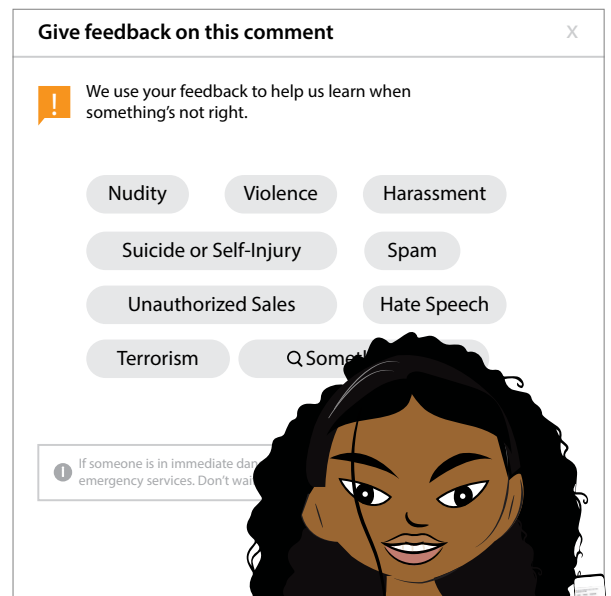 Give feedback on this comment X
!
We use your feedback to help us learn when
something's not right.
Nudity Violence Harassment
Suicide or Self-Injury Spam
Unauthorized Sales Hate Speech
Terrorism
If someone is in immediate
emergency services. Don't